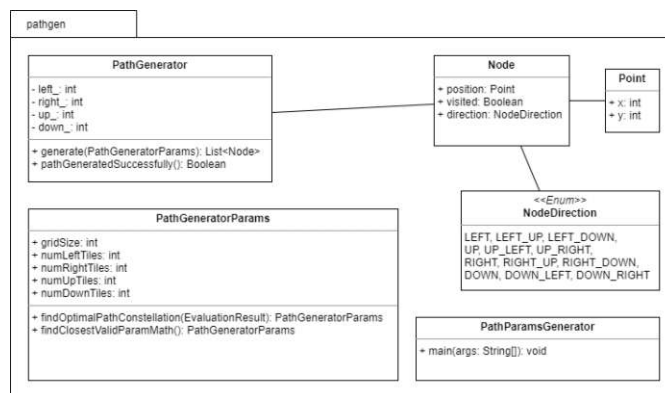 pathgen
PathGenerator
- left_: int
- right_: int
- up_: int
- down_: int
+ generate(PathGeneratorParams): List<Node>
+ pathGeneratedSuccessfully(): Boolean
Node
+ position: Point
+ visited: Boolean
+ direction: NodeDirection
Point
+ x: int
+ y: int
<<Enum>>
NodeDirection
LEFT, LEFT_UP, LEFT_DOWN,
UP, UP_LEFT, UP_RIGHT,
RIGHT, RIGHT_UP, RIGHT_DOWN,
DOWN, DOWN_LEFT, DOWN_RIGHT
PathGeneratorParams
+ gridSize: int
+ numLeftTiles: int
+ numRightTiles: int
+ numUpTiles: int
+ numDownTiles: int
+ findOptimalPathConstellation(EvaluationResult): PathGeneratorParams
+ findClosestValidParamMath(): PathGeneratorParams
PathParamsGenerator
+ main(args: String[]): void